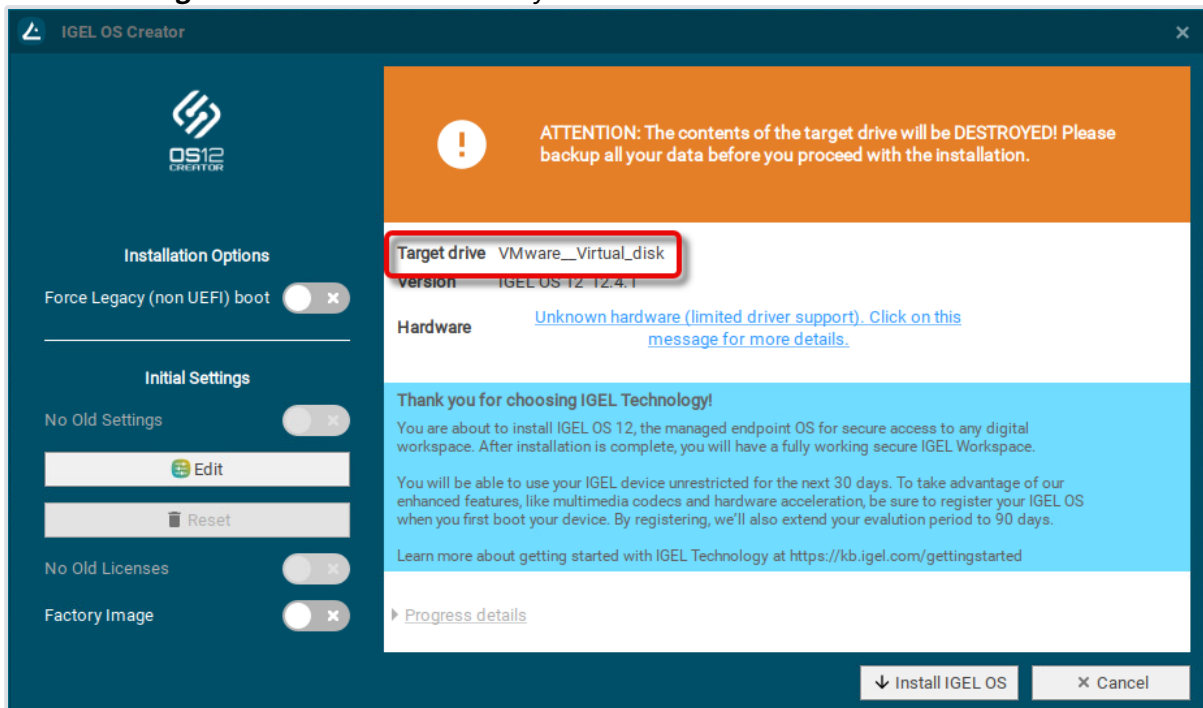 IGEL OS Creator
OS12
CREATOR
ATTENTION: The contents of the target drive will be DESTROYED! Please
backup all your data before you proceed with the installation.
Installation Options
Force Legacy (non UEFI) boot
Initial Settings
No Old Settings
Edit
Reset
No Old Licenses
Factory Image
Target drive VMware__Virtual_disk
Version IGEL OS 12 12.4.1
Hardware Unknown hardware (limited driver support). Click on this
message for more details.
Thank you for choosing IGEL Technology!
You are about to install IGEL OS 12, the managed endpoint OS for secure access to any digital
workspace. After installation is complete, you will have a fully working secure IGEL Workspace.
You will be able to use your IGEL device unrestricted for the next 30 days. To take advantage of our
enhanced features, like multimedia codecs and hardware acceleration, be sure to register your IGEL OS
when you first boot your device. By registering, we'll also extend your evalution period to 90 days.
Learn more about getting started with IGEL Technology at https://kb.igel.com/gettingstarted
Progress details
Install IGEL OS
Cancel